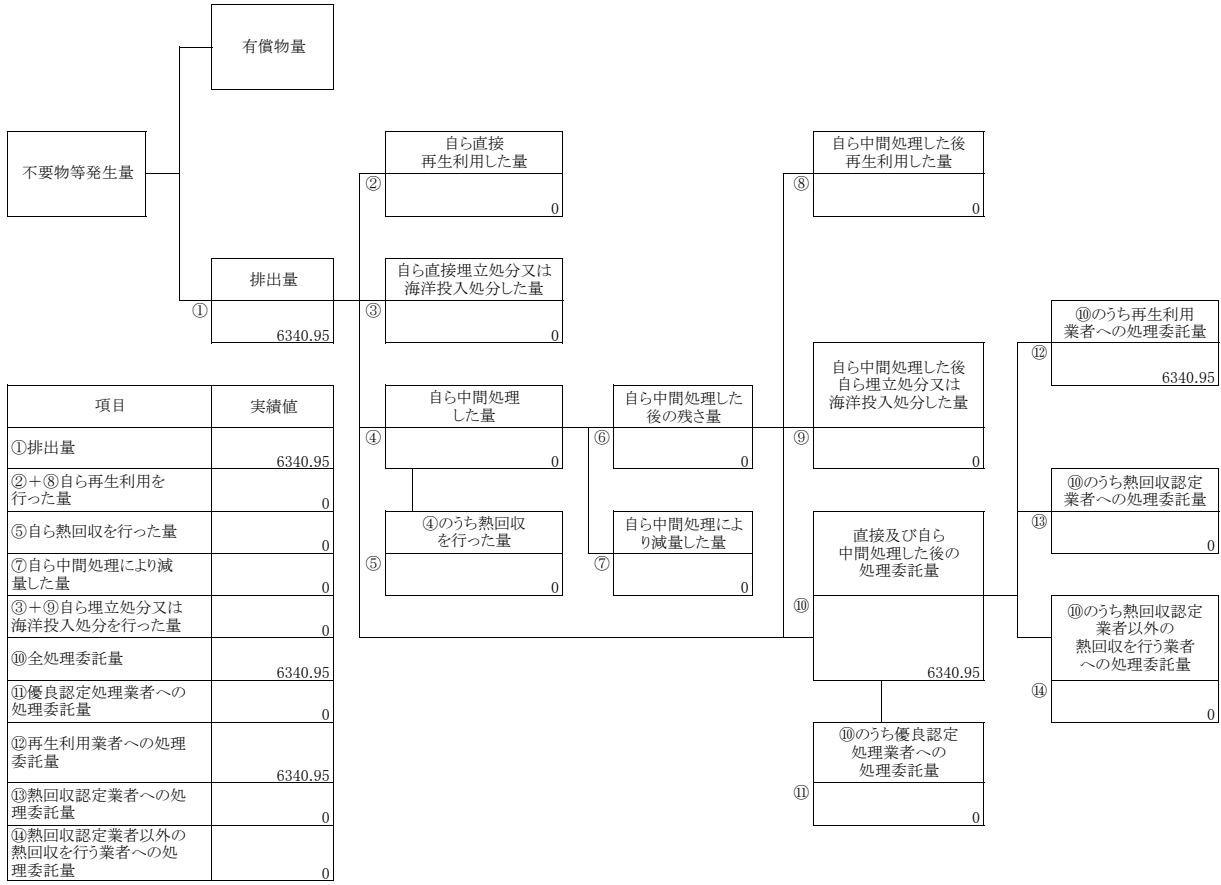 有償物量
不要物等発生量
自ら直接
再生利用した量
②
0
自ら中間処理した後
再生利用した量
⑧
0
排出量
①
6340.95
自ら直接埋立処分又は
海洋投入処分した量
③
0
自ら中間処理
した量
④
0
自ら中間処理した
後の残さ量
⑥
0
自ら中間処理した後
自ら埋立処分又は
海洋投入処分した量
⑨
0
⑩のうち再生利用
業者への処理委託量
⑫
6340.95
④のうち熱回収
を行った量
⑤
0
自ら中間処理によ
り減量した量
⑦
0
直接及び自ら
中間処理した後の
処理委託量
⑩
6340.95
⑩のうち熱回収認定
業者への処理委託量
⑬
0
⑩のうち熱回収認定
業者以外の
熱回収を行う業者
への処理委託量
⑭
0
⑩のうち優良認定
処理業者への
処理委託量
⑪
0
項目 実績値
①排出量
6340.95
②+⑧自ら再生利用を
行った量
0
⑤自ら熱回収を行った量
0
⑦自ら中間処理により減
量した量
0
③+⑨自ら埋立処分又は
海洋投入処分を行った量
0
⑩全処理委託量
6340.95
⑪優良認定処理業者への
処理委託量
0
⑫再生利用業者への処理
委託量
6340.95
⑬熱回収認定業者への処
理委託量
0
⑭熱回収認定業者以外の
熱回収を行う業者への処
理委託量
0